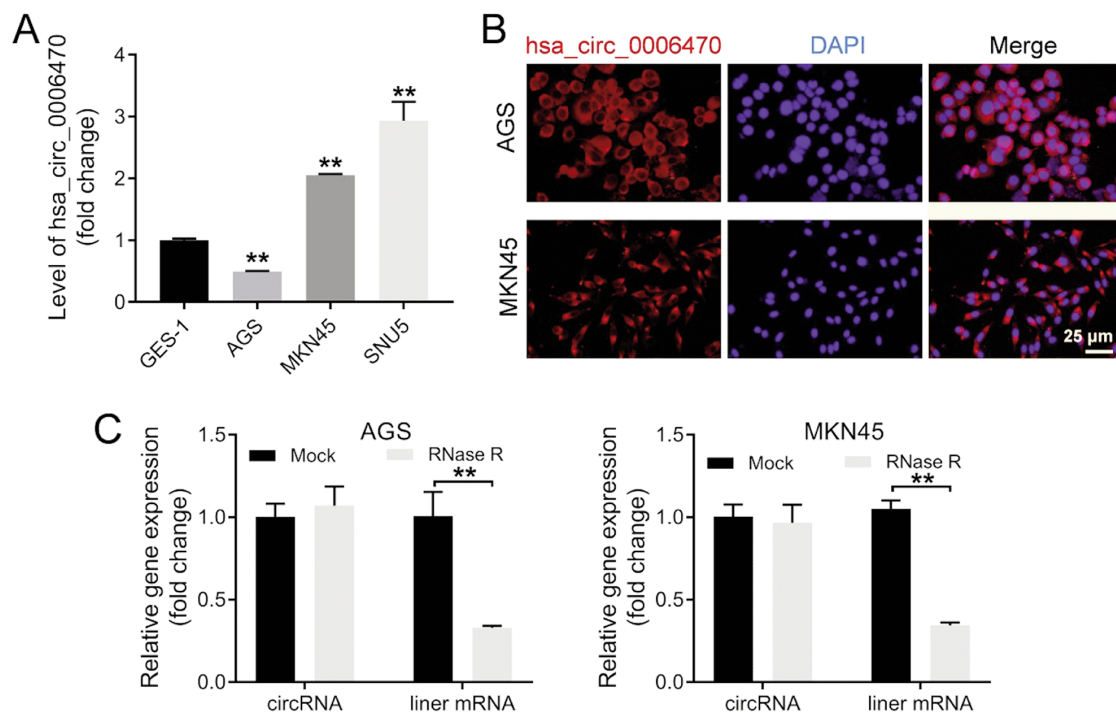 A
Level of hsa_circ_0006470
(fold change)
4
3
2
1
0
**
**
**
GES-1
AGS
MKN45
SNU5
B
hsa_circ_0006470
DAPI
Merge
AGS
MKN45
25 µm
C
AGS
Relative gene expression
(fold change)
1.5
1.0
0.5
0.0
Mock
RNase R
**
circRNA
liner mRNA
MKN45
Relative gene expression
(fold change)
1.5
1.0
0.5
0.0
Mock
RNase R
**
circRNA
liner mRNA